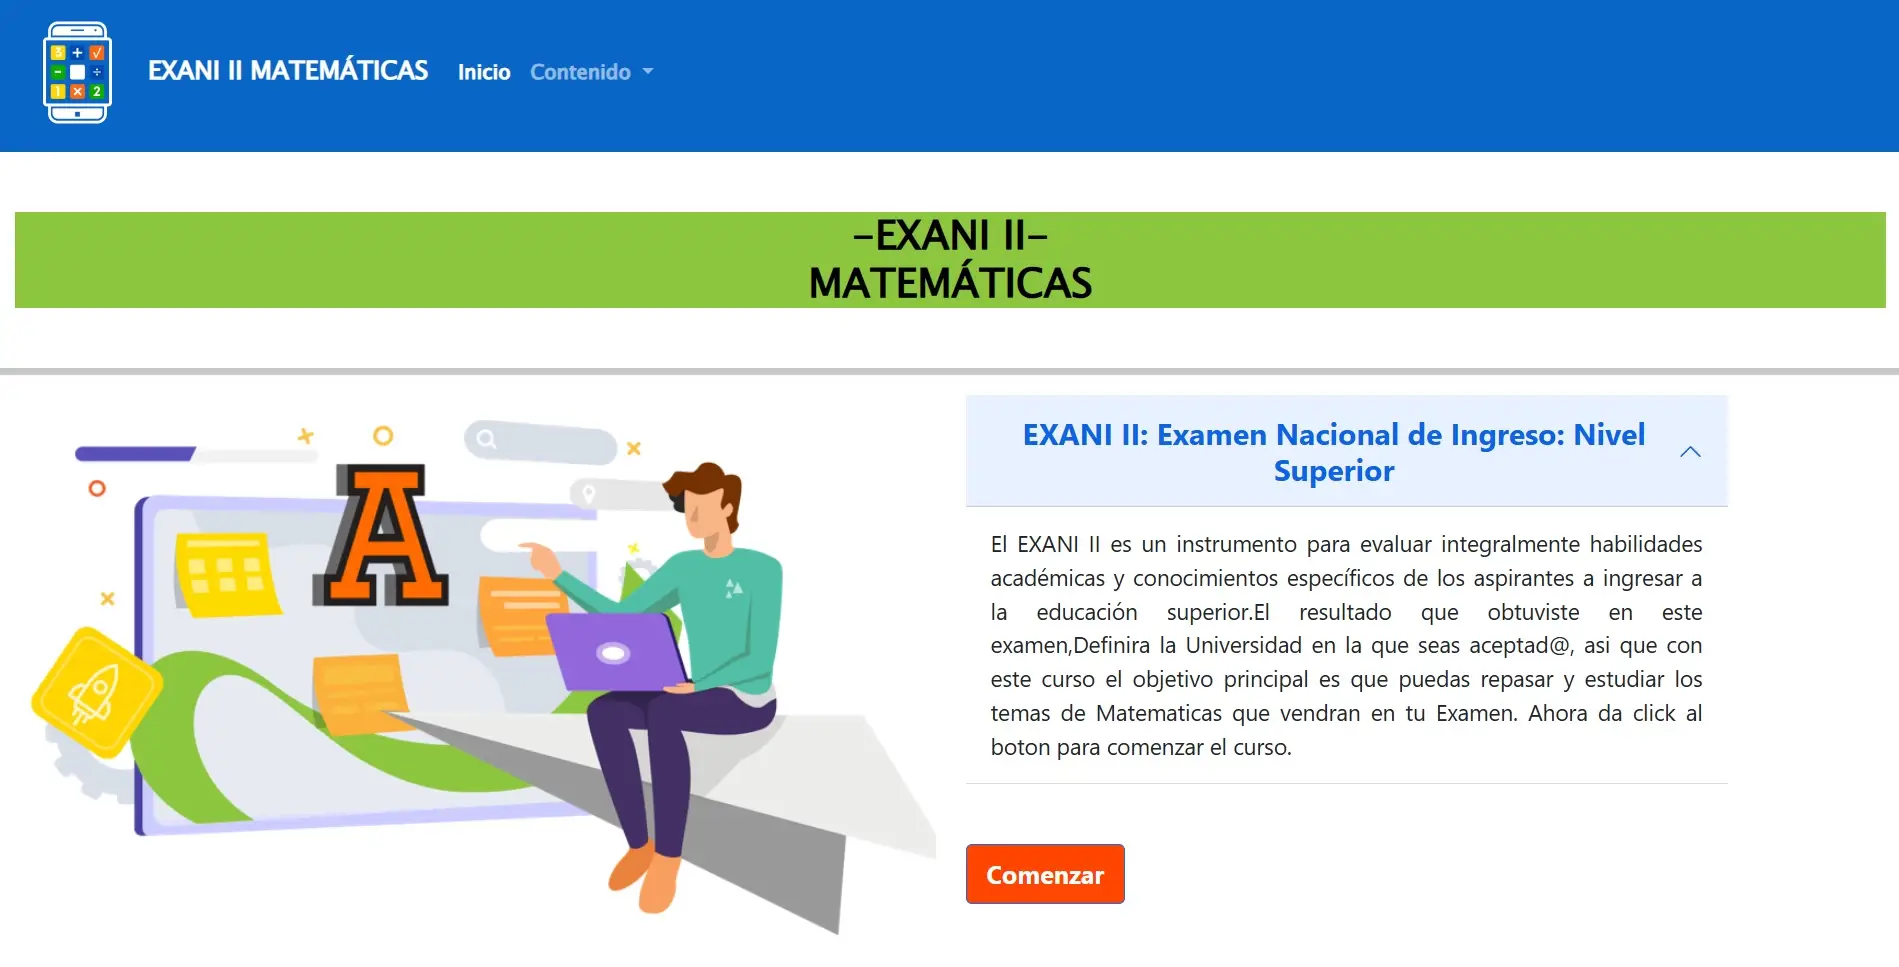 3 + √
- ÷
1 × 2
EXANI II MATEMÁTICAS
Inicio
Contenido
-EXANI II-
MATEMÁTICAS
A
EXANI II: Examen Nacional de Ingreso: Nivel
Superior
El EXANI II es un instrumento para evaluar integralmente habilidades
académicas y conocimientos específicos de los aspirantes a ingresar a
la educación superior.El resultado que obtuviste en este
examen,Definira la Universidad en la que seas aceptad@, asi que con
este curso el objetivo principal es que puedas repasar y estudiar los
temas de Matematicas que vendran en tu Examen. Ahora da click al
boton para comenzar el curso.
Comenzar